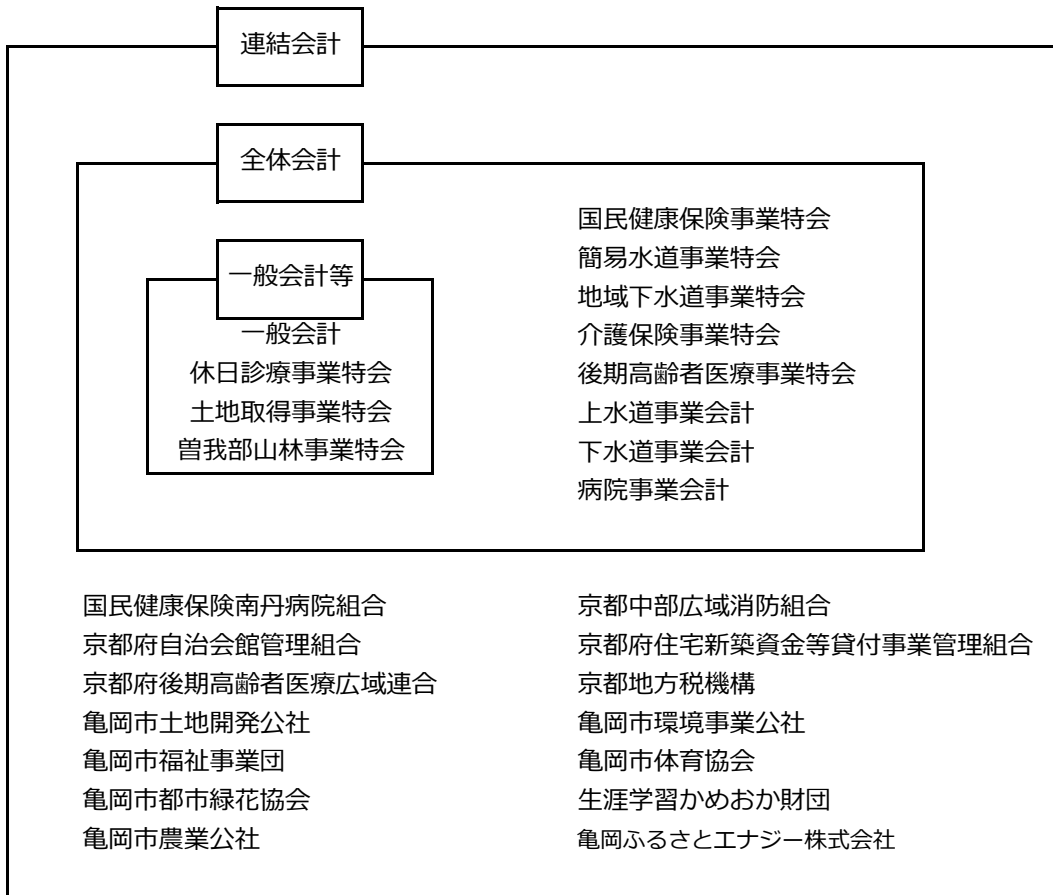 連結会計
全体会計
一般会計等
一般会計
休日診療事業特会
土地取得事業特会
曽我部山林事業特会
国民健康保険事業特会
簡易水道事業特会
地域下水道事業特会
介護保険事業特会
後期高齢者医療事業特会
上水道事業会計
下水道事業会計
病院事業会計
国民健康保険南丹病院組合
京都府自治会館管理組合
京都府後期高齢者医療広域連合
亀岡市土地開発公社
亀岡市福祉事業団
亀岡市都市緑花協会
亀岡市農業公社
京都中部広域消防組合
京都府住宅新築資金等貸付事業管理組合
京都地方税機構
亀岡市環境事業公社
亀岡市体育協会
生涯学習かめおか財団
亀岡ふるさとエナジー株式会社